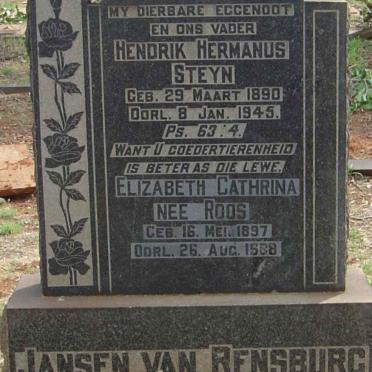 MY DIERBARE EGGENOOT
EN ONS VADER
HENDRIK HERMANUS
STEYN
GEB. 29 MAART 1890
OORL. 8 JAN. 1945.
PS. 63:4.
WANT U GOEDERTIERENHEID
IS BETER AS DIE LEWE.
ELIZABETH CATHRINA
NEE ROOS
GEB. 16. MEI. 1897
OORL. 26. AUG. 1968
JANSEN VAN RENSBURG